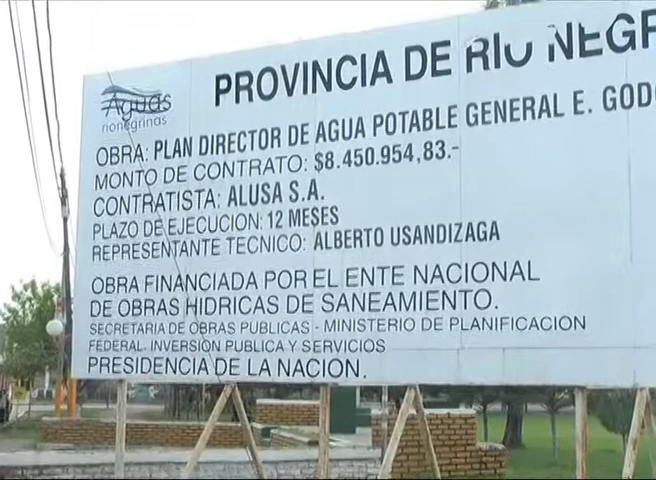 PROVINCIA DE RIO NEGR
Aguas
rionegrinas
OBRA: PLAN DIRECTOR DE AGUA POTABLE GENERAL E. GODO
MONTO DE CONTRATO: $8.450.954,83.-
CONTRATISTA: ALUSA S.A.
PLAZO DE EJECUCION: 12 MESES
REPRESENTANTE TECNICO: ALBERTO USANDIZAGA
OBRA FINANCIADA POR EL ENTE NACIONAL
DE OBRAS HIDRICAS DE SANEAMIENTO.
SECRETARIA DE OBRAS PUBLICAS - MINISTERIO DE PLANIFICACION
FEDERAL. INVERSIÓN PUBLICA Y SERVICIOS.
PRESIDENCIA DE LA NACION.